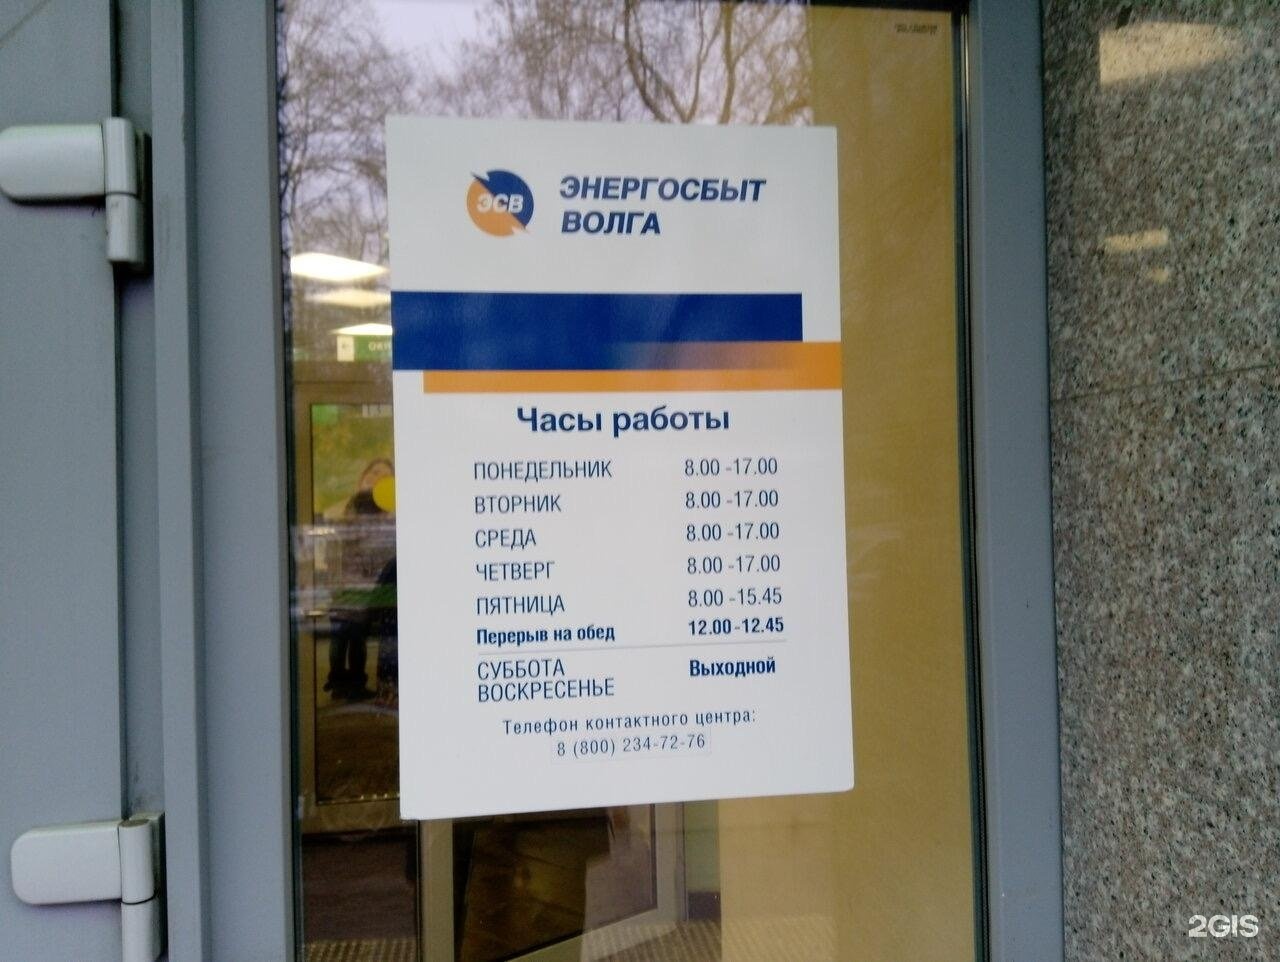 ЭСВ
ЭНЕРГОСБЫТ
ВОЛГА
Часы работы
ПОНЕДЕЛЬНИК 8.00 -17.00
ВТОРНИК 8.00 -17.00
СРЕДА 8.00 -17.00
ЧЕТВЕРГ 8.00 -17.00
ПЯТНИЦА 8.00 -15.45
Перерыв на обед 12.00-12.45
СУББОТА Выходной
ВОСКРЕСЕНЬЕ
Телефон контактного центра:
8 (800) 234-72-76
2GIS